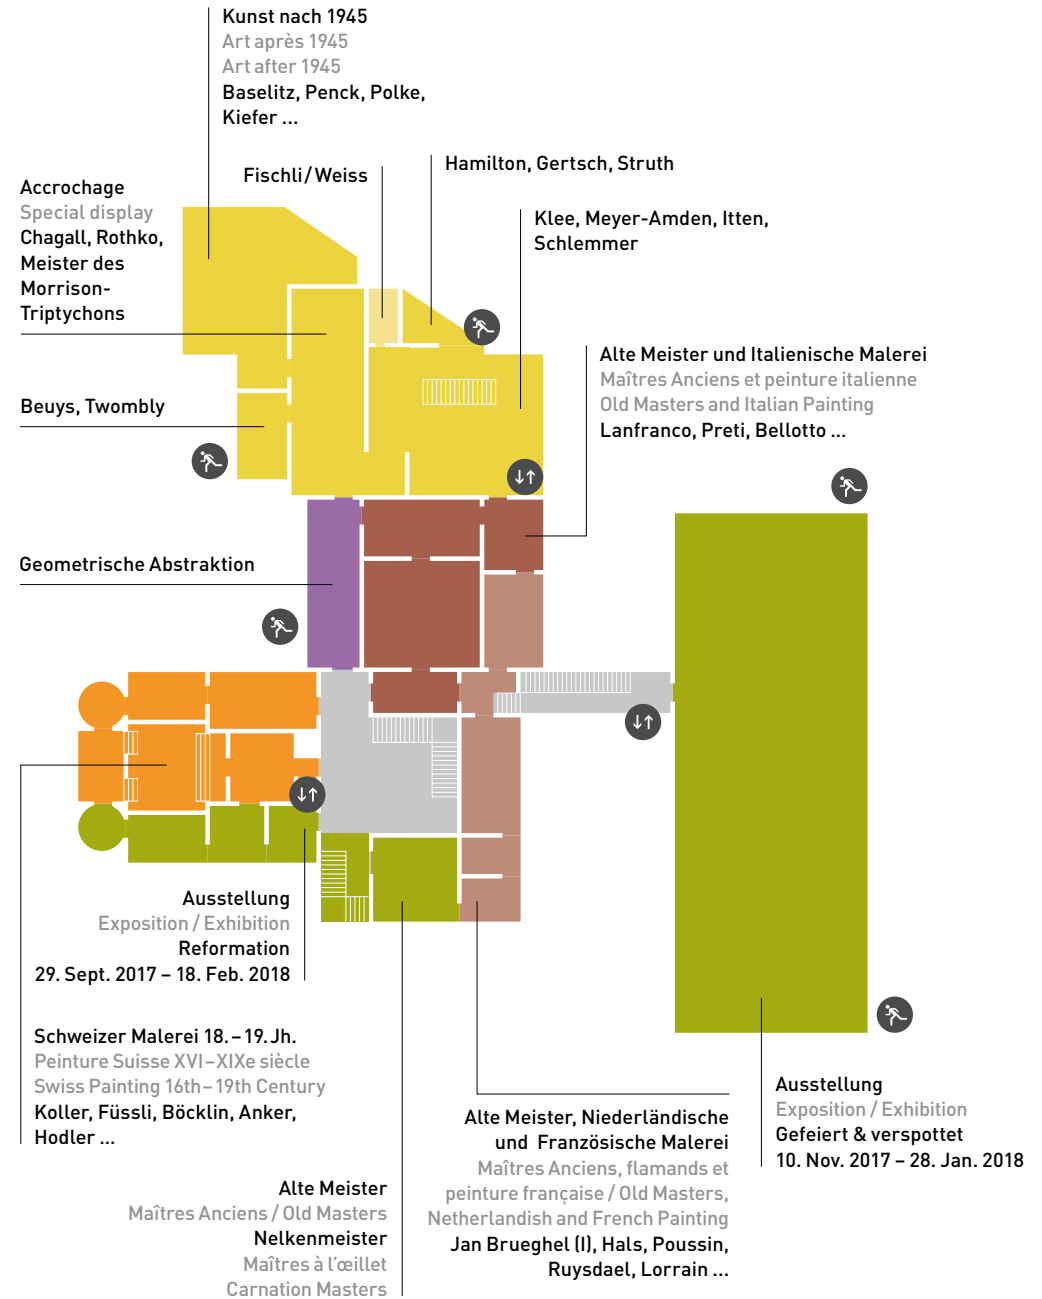 Kunst nach 1945
Art après 1945
Art after 1945
Baselitz, Penck, Polke,
Kiefer ...
Fischli/Weiss
Hamilton, Gertsch, Struth
Accrochage
Special display
Chagall, Rothko,
Meister des
Morrison-
Triptychons
Klee, Meyer-Amden, Itten,
Schlemmer
Alte Meister und Italienische Malerei
Maîtres Anciens et peinture italienne
Old Masters and Italian Painting
Lanfranco, Preti, Bellotto ...
Beuys, Twombly
Geometrische Abstraktion
Ausstellung
Exposition / Exhibition
Reformation
29. Sept. 2017 – 18. Feb. 2018
Schweizer Malerei 18. – 19. Jh.
Peinture Suisse XVI – XIXe siècle
Swiss Painting 16th – 19th Century
Koller, Füssli, Böcklin, Anker,
Hodler ...
Alte Meister
Maîtres Anciens / Old Masters
Nelkenmeister
Maîtres à l'œillet
Carnation Masters
Alte Meister, Niederländische
und Französische Malerei
Maîtres Anciens, flamands et
peinture française / Old Masters,
Netherlandish and French Painting
Jan Brueghel (I), Hals, Poussin,
Ruysdael, Lorrain ...
Ausstellung
Exposition / Exhibition
Gefeiert & verspottet
10. Nov. 2017 – 28. Jan. 2018